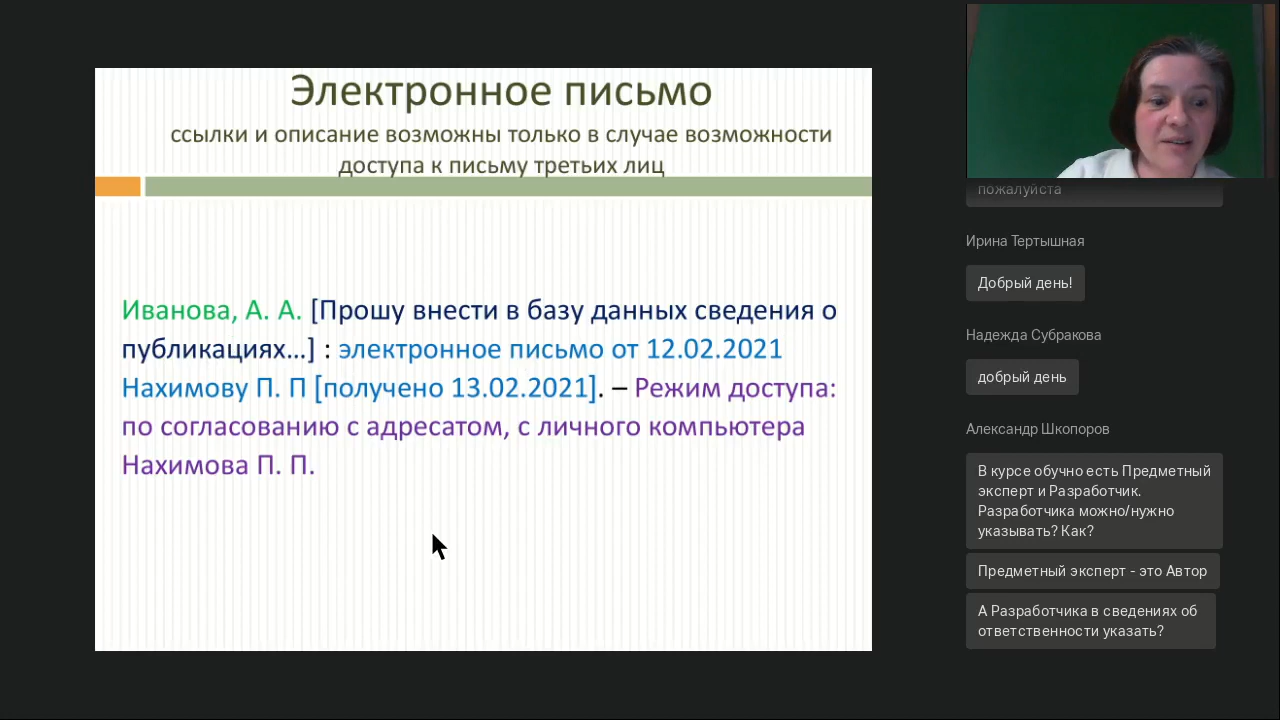 Электронное письмо
ссылки и описание возможны только в случае возможности
доступа к письму третьих лиц
Иванова, А. А. [Прошу внести в базу данных сведения о
публикациях...] : электронное письмо от 12.02.2021
Нахимову П. П [получено 13.02.2021]. – Режим доступа:
по согласованию с адресатом, с личного компьютера
Нахимова П. П.
пожалуйста
Ирина Тертышная
Добрый день!
Надежда Субракова
добрый день
Александр Шкопоров
В курсе обучно есть Предметный
эксперт и Разработчик.
Разработчика можно/нужно
указывать? Как?
Предметный эксперт - это Автор
А Разработчика в сведениях об
ответственности указать?